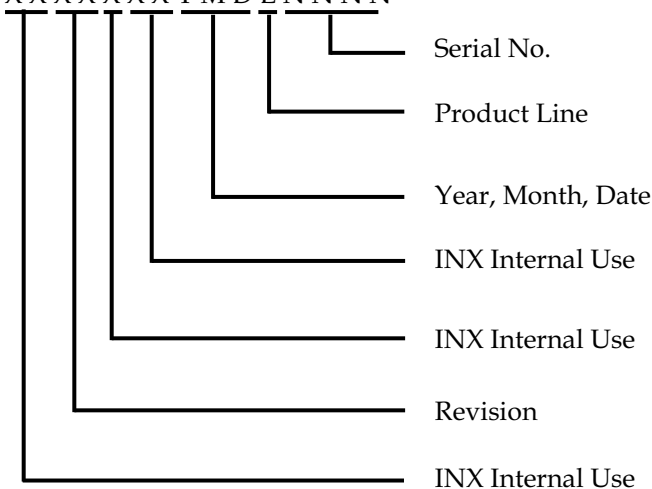 X X X X X X X Y M D L N N N N
Serial No.
Product Line
Year, Month, Date
INX Internal Use
INX Internal Use
Revision
INX Internal Use